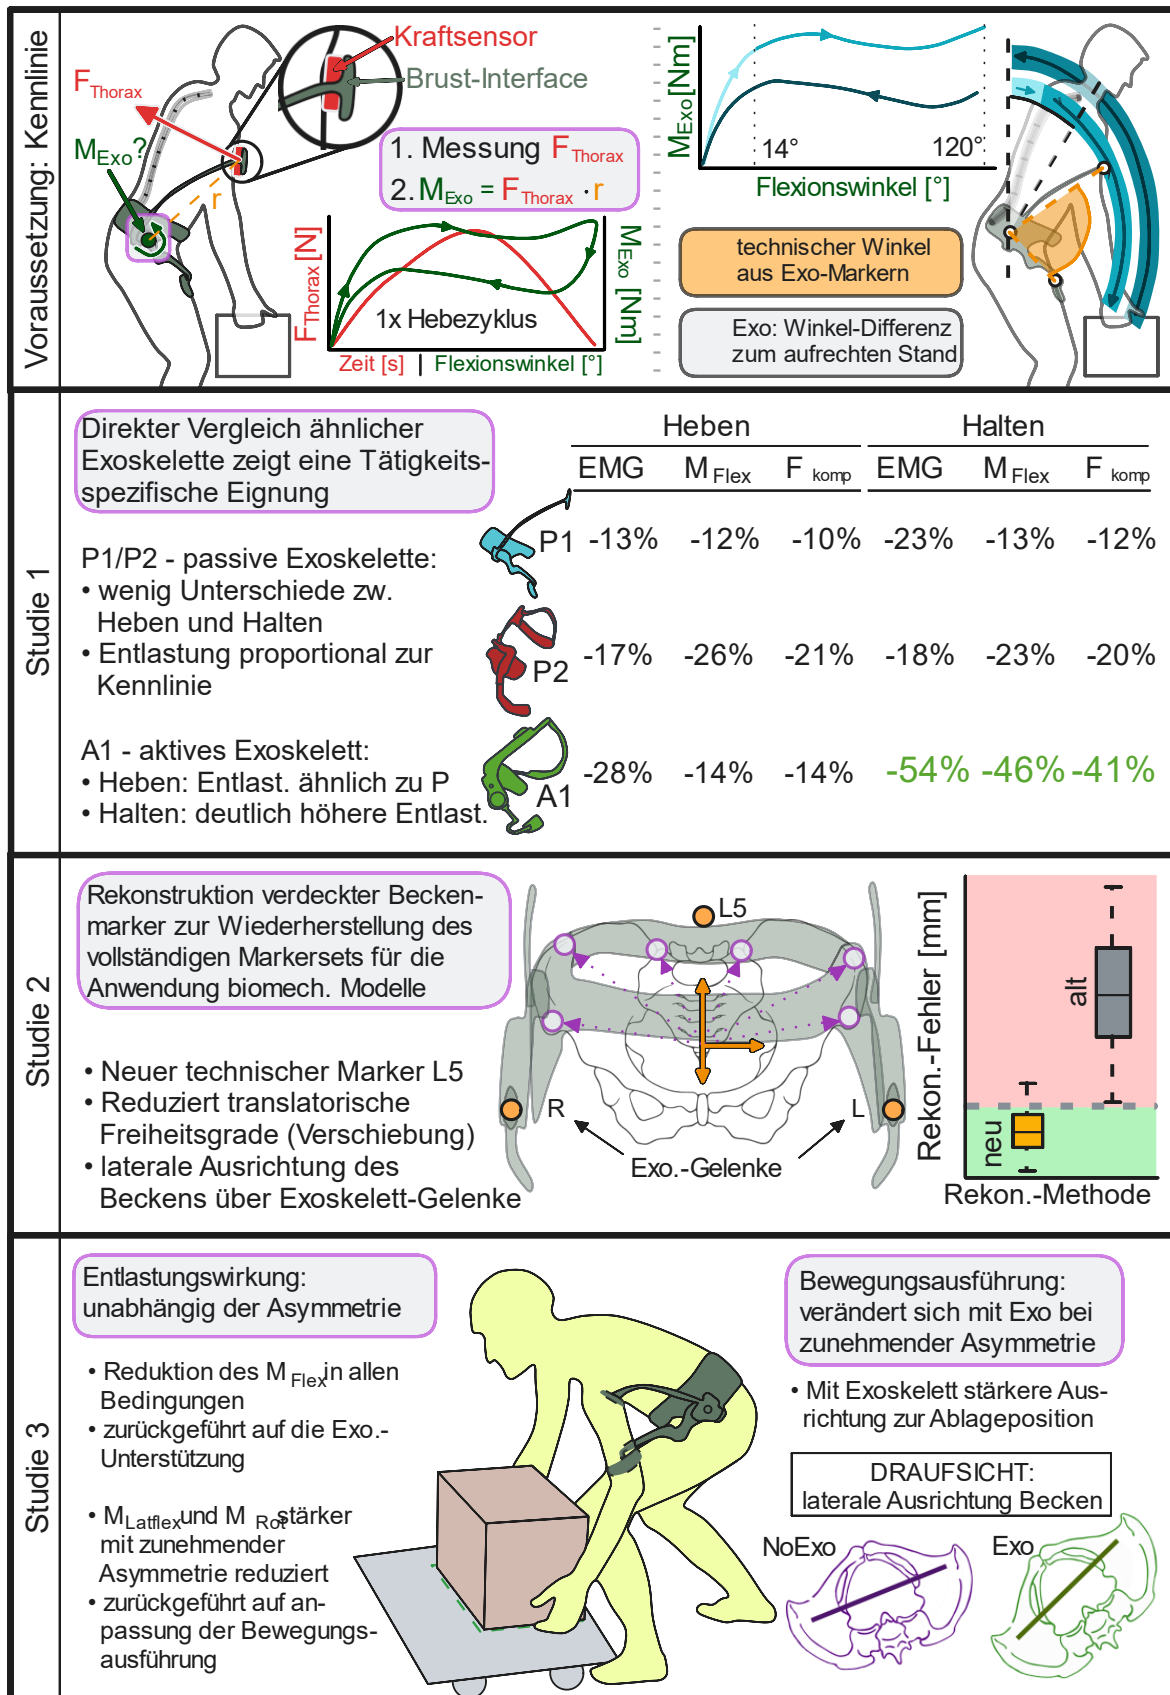 Voraussetzung: Kennlinie
Kraftsensor
Brust-Interface
F Thorax
M Exo ?
r
1. Messung F Thorax
2. M Exo = F Thorax · r
F Thorax [N]
M Exo [Nm]
1x Hebezyklus
Zeit [s] | Flexionswinkel [°]
M Exo [Nm]
14°
120°
Flexionswinkel [°]
technischer Winkel
aus Exo-Markern
Exo: Winkel-Differenz
zum aufrechten Stand
Studie 1
Direkter Vergleich ähnlicher
Exoskelette zeigt eine Tätigkeits-
spezifische Eignung
P1/P2 - passive Exoskelette:
• wenig Unterschiede zw.
Heben und Halten
• Entlastung proportional zur
Kennlinie
A1 - aktives Exoskelett:
• Heben: Entlast. ähnlich zu P
• Halten: deutlich höhere Entlast.
Heben Halten
EMG M Flex F komp EMG M Flex F komp
P1 -13% -12% -10% -23% -13% -12%
P2 -17% -26% -21% -18% -23% -20%
A1 -28% -14% -14% -54% -46% -41%
Studie 2
Rekonstruktion verdeckter Becken-
marker zur Wiederherstellung des
vollständigen Markersets für die
Anwendung biomech. Modelle
• Neuer technischer Marker L5
• Reduziert translatorische
Freiheitsgrade (Verschiebung)
• laterale Ausrichtung des
Beckens über Exoskelett-Gelenke
L5
R
L
Exo.-Gelenke
Rekon.-Fehler [mm]
alt
neu
Rekon.-Methode
Studie 3
Entlastungswirkung:
unabhängig der Asymmetrie
• Reduktion des M Flex in allen
Bedingungen
• zurückgeführt auf die Exo.-
Unterstützung
• M Latflex und M Rot stärker
mit zunehmender
Asymmetrie reduziert
• zurückgeführt auf an-
passung der Bewegungs-
ausführung
Bewegungsausführung:
verändert sich mit Exo bei
zunehmender Asymmetrie
• Mit Exoskelett stärkere Aus-
richtung zur Ablageposition
DRAUFSICHT:
laterale Ausrichtung Becken
NoExo
Exo